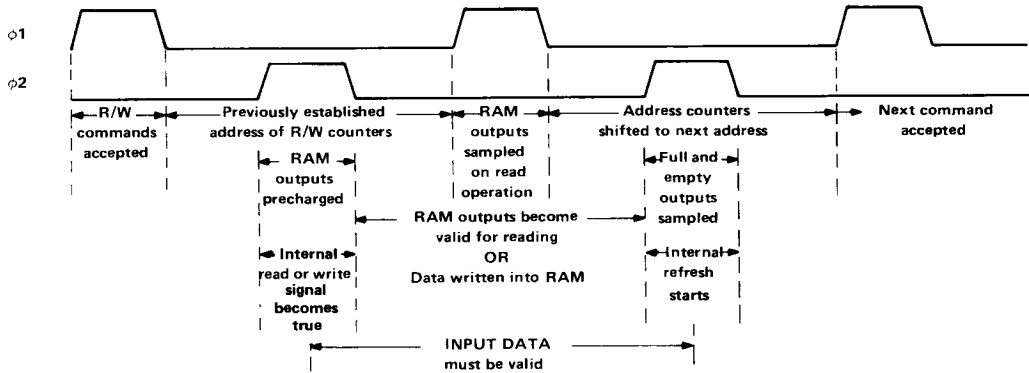 φ1
φ2
R/W
commands
accepted
Previously established
address of R/W counters
RAM
outputs
sampled
on read
operation
Address counters
shifted to next address
Next command
accepted
RAM
outputs
precharged
Full and
empty
outputs
sampled
RAM outputs become
valid for reading
OR
Data written into RAM
Internal
read or write
signal
becomes
true
Internal
refresh
starts
INPUT DATA
must be valid